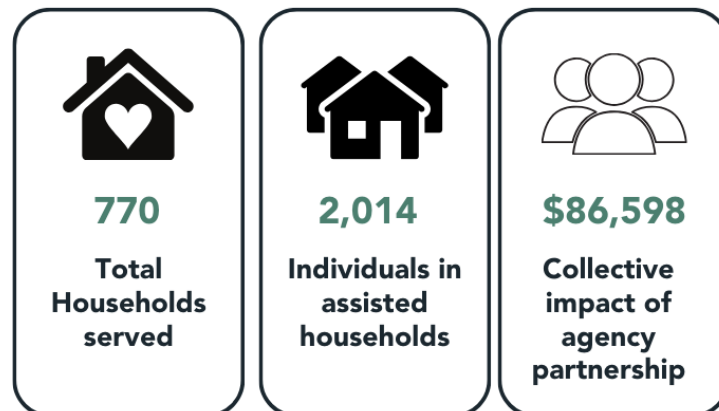 770
Total
Households
served
2,014
Individuals in
assisted
households
$86,598
Collective
impact of
agency
partnership